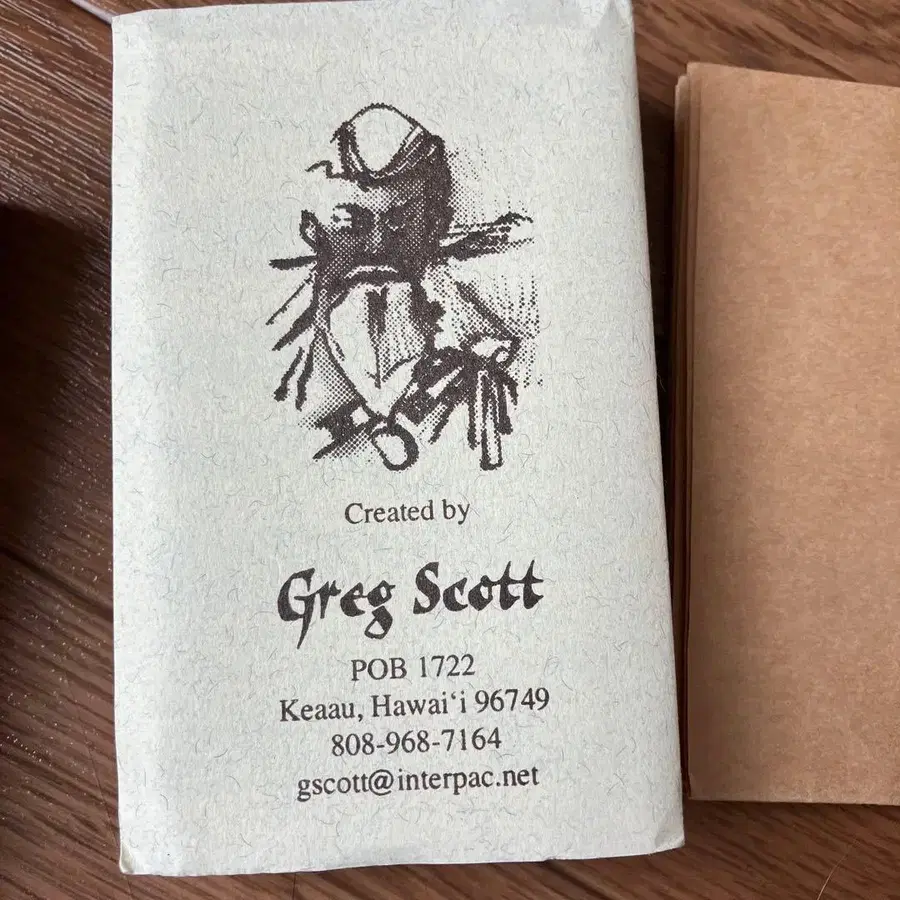 Created by
Greg Scott
POB 1722
Keaau, Hawai‘i 96749
808-968-7164
gscott@interpac.net